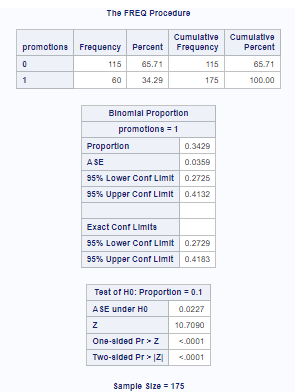 The FREQ Procedure
Cumulative Cumulative
promotions Frequency Percent Frequency Percent
0 115 65.71 115 65.71
1 60 34.29 175 100.00
Binomial Proportion
promotions = 1
Proportion 0.3429
ASE 0.0359
95% Lower Conf Limit 0.2725
95% Upper Conf Limit 0.4132
Exact Conf Limits
95% Lower Conf Limit 0.2729
95% Upper Conf Limit 0.4183
Test of H0: Proportion = 0.1
ASE under H0 0.0227
Z 10.7090
One-sided Pr > Z <.0001
Two-sided Pr > |Z| <.0001
Sample Size = 175